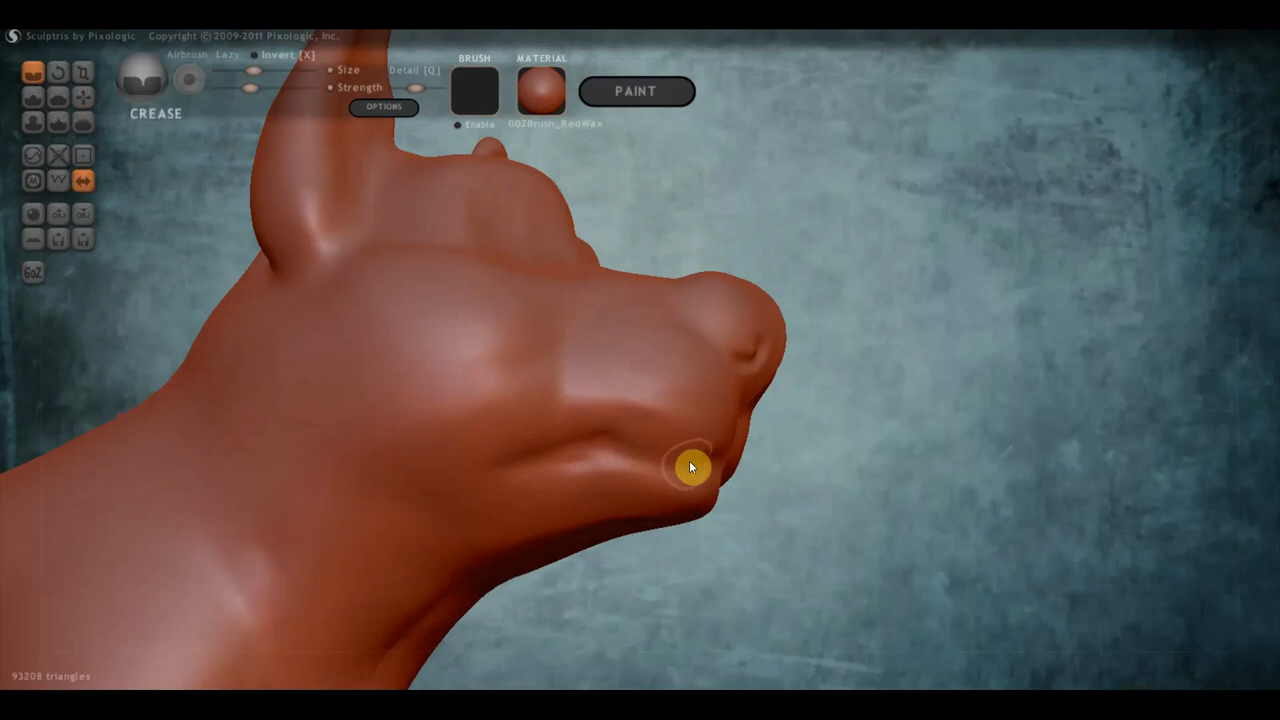 Sculptris by Pixologic Copyright © 2009-2011 Pixologic, Inc.
Airbrush Lazy Invert [X]
Size Detail [Q]
Strength
OPTIONS
CREASE
BRUSH
Enable
MATERIAL
00ZBrush_RedWax
PAINT
GoZ
93208 triangles